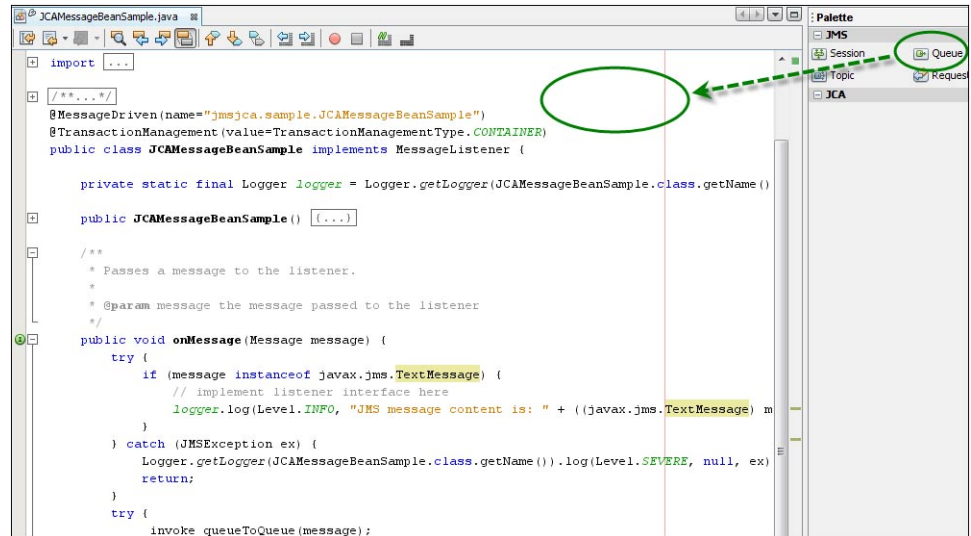 JCAMessageBeanSample.java
import ...
/**...*/
@MessageDriven(name="jmsjca.sample.JCAMessageBeanSample")
@TransactionManagement(value=TransactionManagementType.CONTAINER)
public class JCAMessageBeanSample implements MessageListener {
private static final Logger logger = Logger.getLogger(JCAMessageBeanSample.class.getName()
public JCAMessageBeanSample() {...}
/**
* Passes a message to the listener.
*
* @param message the message passed to the listener
*/
public void onMessage(Message message) {
try {
if (message instanceof javax.jms.TextMessage) {
// implement listener interface here
logger.log(Level.INFO, "JMS message content is: " + ((javax.jms.TextMessage) m
}
} catch (JMSException ex) {
Logger.getLogger(JCAMessageBeanSample.class.getName()).log(Level.SEVERE, null, ex)
return;
}
try {
invoke_queueToQueue(message);
Palette
JMS
Session Queue
Topic Request
JCA